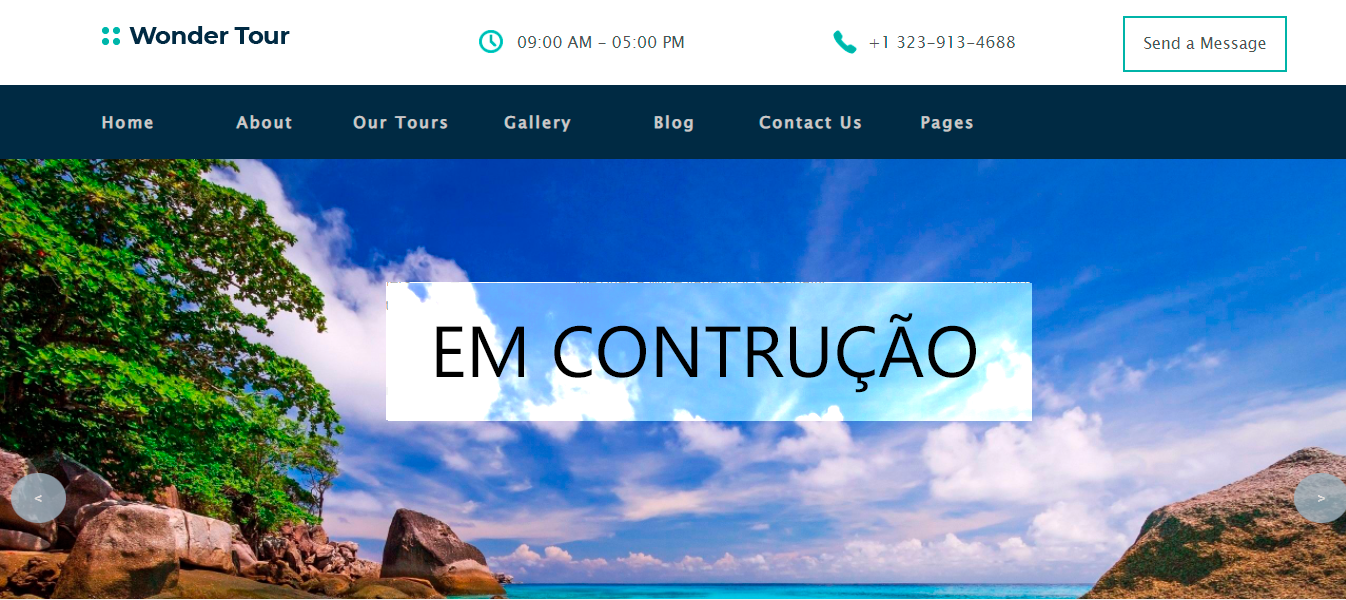 Wonder Tour
09:00 AM - 05:00 PM
+1 323-913-4688
Send a Message
Home About Our Tours Gallery Blog Contact Us Pages
EM CONTRUÇÃO
< >